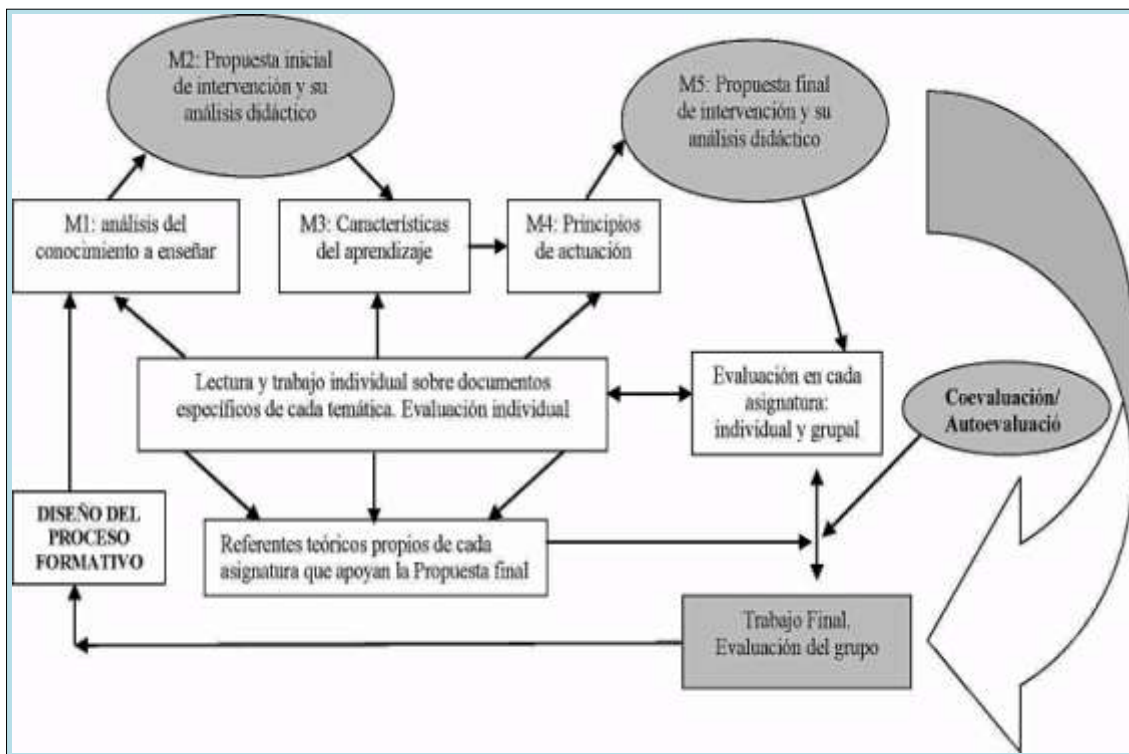 M2: Propuesta inicial
de intervención y su
análisis didáctico
M5: Propuesta final
de intervención y su
análisis didáctico
M1: análisis del
conocimiento a enseñar
M3: Características
del aprendizaje
M4: Principios
de actuación
Lectura y trabajo individual sobre documentos
específicos de cada temática. Evaluación individual
Evaluación en cada
asignatura:
individual y grupal
Coevaluación/
Autoevaluació
DISEÑO DEL
PROCESO
FORMATIVO
Referentes teóricos propios de cada
asignatura que apoyan la Propuesta final
Trabajo Final.
Evaluación del grupo